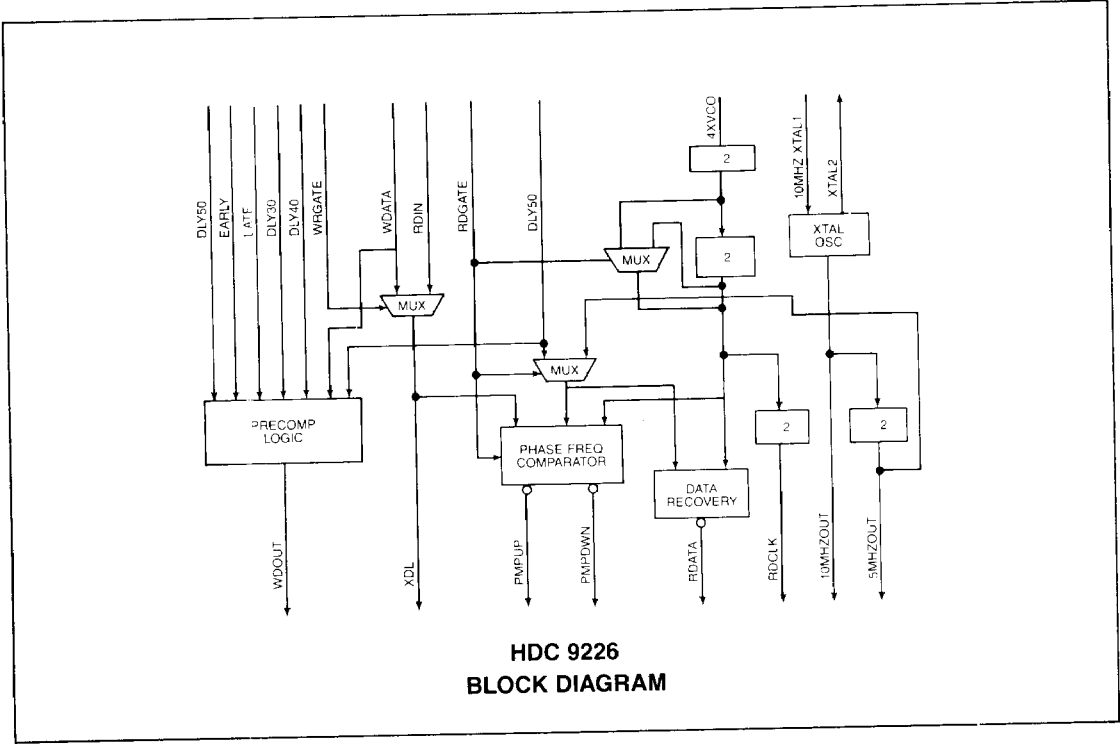 DLY50
EARLY
LATE
DLY30
DLY40
WRGATE
WDATA
RDIN
RDGATE
DLY50
4XVCO
10MHZ XTAL1
XTAL2
2
XTAL
OSC
MUX
2
MUX
MUX
PRECOMP
LOGIC
PHASE FREQ
COMPARATOR
2
2
DATA
RECOVERY
WDOUT
XDL
PMPUP
PMPDWN
RDATA
RDCLK
10MHZOUT
5MHZOUT
HDC 9226
BLOCK DIAGRAM